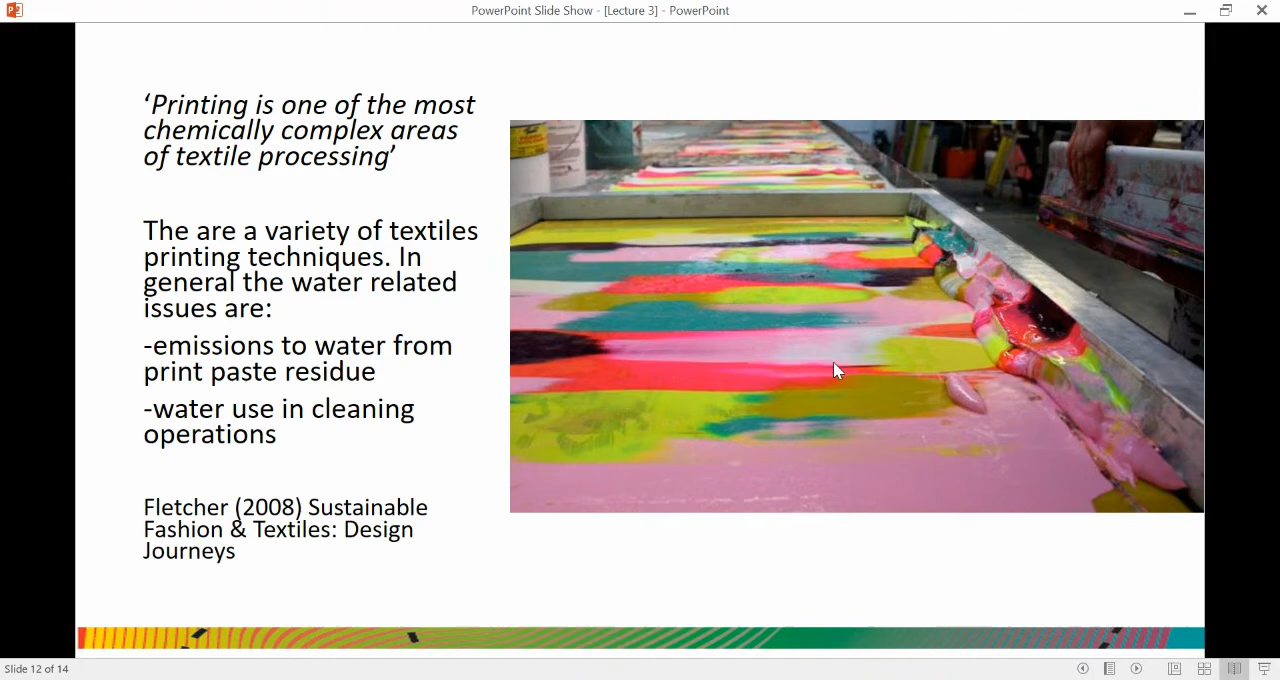 PowerPoint Slide Show - [Lecture 3] - PowerPoint
‘Printing is one of the most
chemically complex areas
of textile processing’
The are a variety of textiles
printing techniques. In
general the water related
issues are:
-emissions to water from
print paste residue
-water use in cleaning
operations
Fletcher (2008) Sustainable
Fashion & Textiles: Design
Journeys
Slide 12 of 14